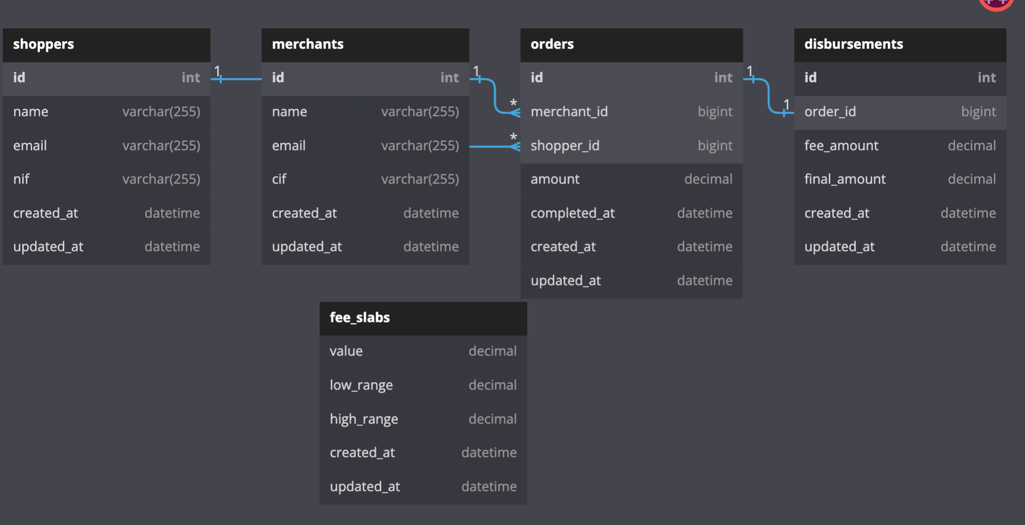 shoppers
id int
name varchar(255)
email varchar(255)
nif varchar(255)
created_at datetime
updated_at datetime
1
merchants
id int
name varchar(255)
email varchar(255)
cif varchar(255)
created_at datetime
updated_at datetime
1
*
*
orders
id int
merchant_id bigint
shopper_id bigint
amount decimal
completed_at datetime
created_at datetime
updated_at datetime
1
1
disbursements
id int
order_id bigint
fee_amount decimal
final_amount decimal
created_at datetime
updated_at datetime
fee_slabs
value decimal
low_range decimal
high_range decimal
created_at datetime
updated_at datetime